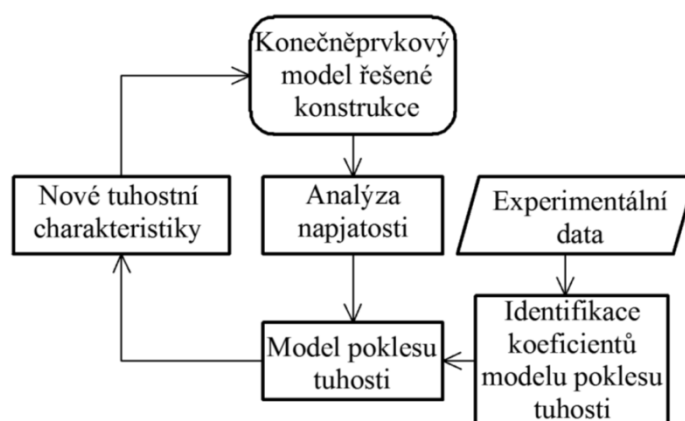 Konečněprvkový
model řešené
konstrukce
Nové tuhostní
charakteristiky
Analýza
napjatosti
Experimentální
data
Model poklesu
tuhosti
Identifikace
koeficientů
modelu poklesu
tuhosti